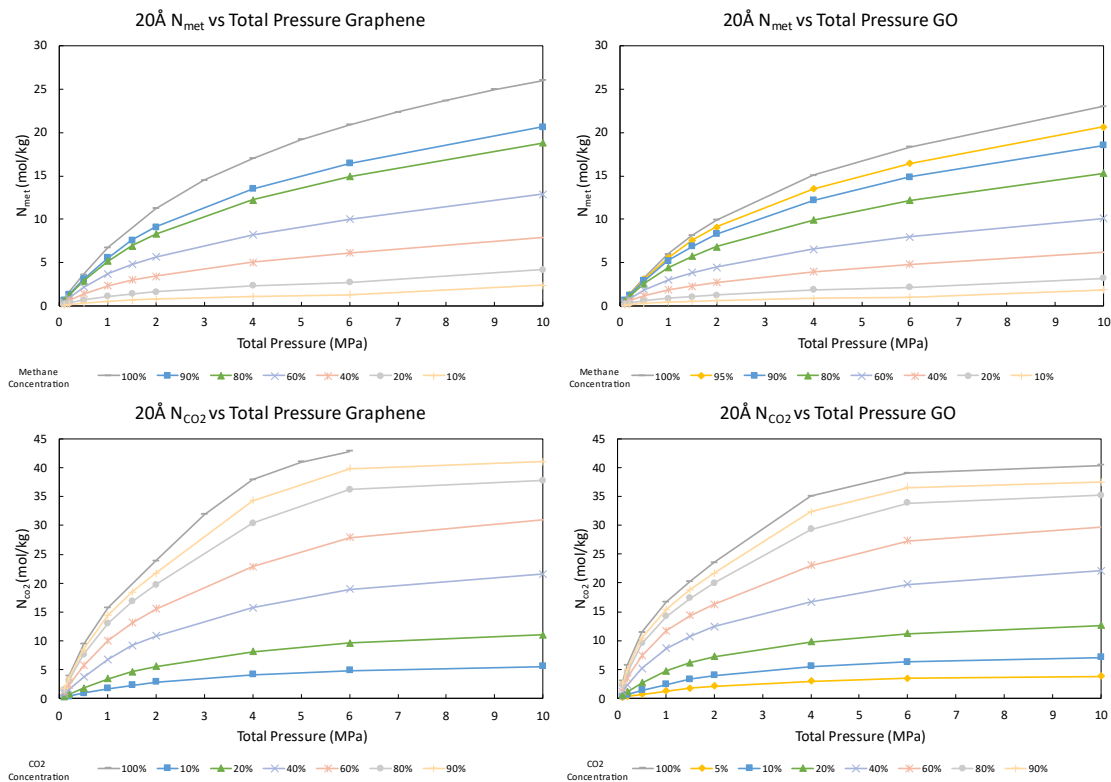 20Å Nmet vs Total Pressure Graphene
30
25
20
15
10
5
0
Nmet (mol/kg)
0 1 2 3 4 5 6 7 8 9 10
Total Pressure (MPa)
Methane Concentration
100% 90% 80% 60% 40% 20% 10%
20Å Nmet vs Total Pressure GO
30
25
20
15
10
5
0
Nmet (mol/kg)
0 1 2 3 4 5 6 7 8 9 10
Total Pressure (MPa)
Methane Concentration
100% 95% 90% 80% 60% 40% 20% 10%
20Å NCO2 vs Total Pressure Graphene
45
40
35
30
25
20
15
10
5
0
Nco2 (mol/kg)
0 1 2 3 4 5 6 7 8 9 10
Total Pressure (MPa)
CO2 Concentration
100% 10% 20% 40% 60% 80% 90%
20Å NCO2 vs Total Pressure GO
45
40
35
30
25
20
15
10
5
0
Nco2 (mol/kg)
0 1 2 3 4 5 6 7 8 9 10
Total Pressure (MPa)
CO2 Concentration
100% 5% 10% 20% 40% 60% 80% 90%